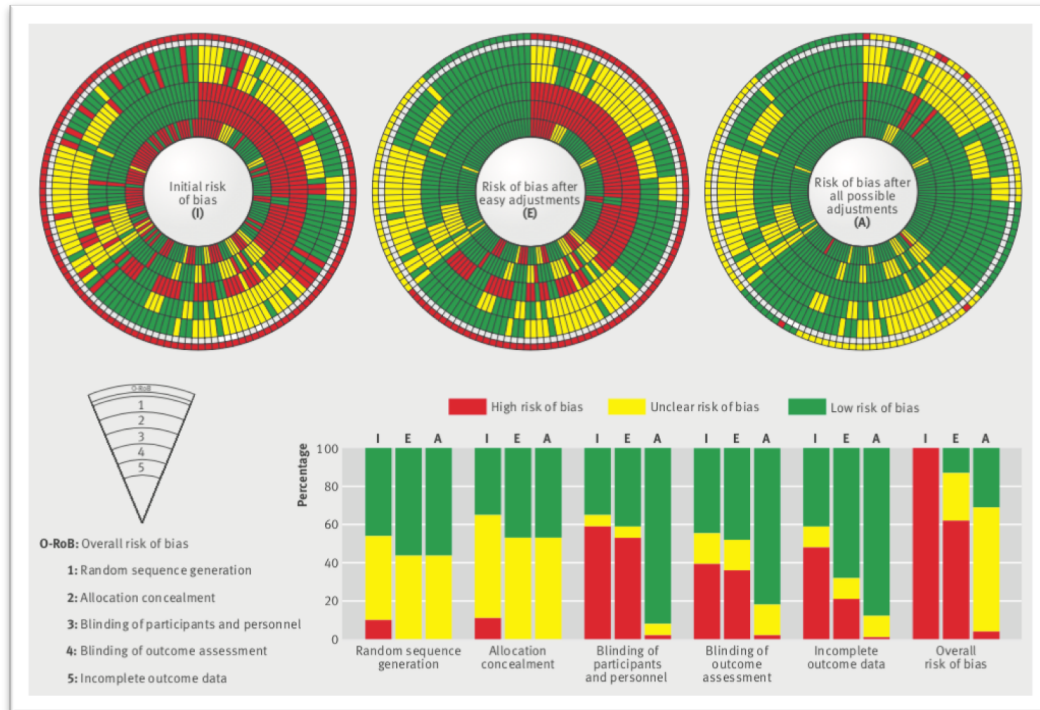 Initial risk
of bias
(I)
Risk of bias after
easy adjustments
(E)
Risk of bias after
all possible
adjustments
(A)
O-RoB
1
2
3
4
5
O-RoB: Overall risk of bias
1: Random sequence generation
2: Allocation concealment
3: Blinding of participants and personnel
4: Blinding of outcome assessment
5: Incomplete outcome data
High risk of bias
Unclear risk of bias
Low risk of bias
Percentage
100
80
60
40
20
0
I E A
I E A
I E A
I E A
I E A
I E A
Random sequence
generation
Allocation
concealment
Blinding of
participants
and personnel
Blinding of
outcome
assessment
Incomplete
outcome data
Overall
risk of bias